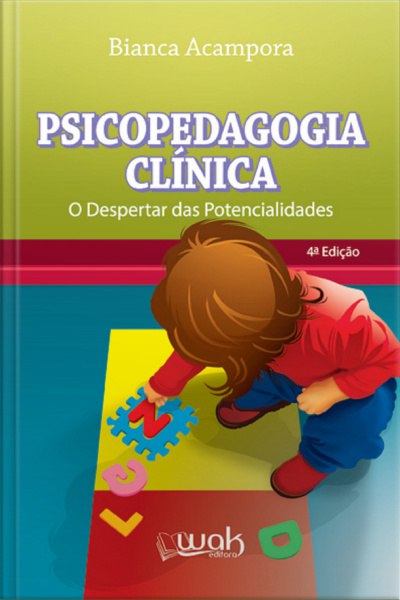 Bianca Acampora
PSICOPEDAGOGIA
CLÍNICA
O Despertar das Potencialidades
4ª Edição
N
U
L
D
wak
editora